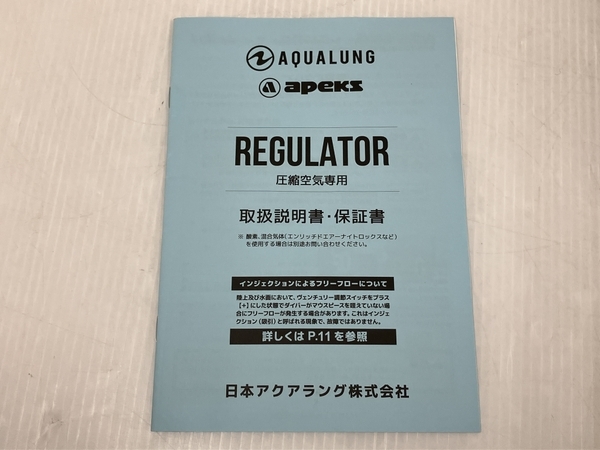 AQUALUNG
apeks
REGULATOR
圧縮空気専用
取扱説明書・保証書
※ 酸素、混合気体(エンリッチドエアーナイトロックスなど)
を使用する場合は別途お問い合わせください。
インジェクションによるフリーフローについて
陸上及び水面において、ヴェンチュリー調節スイッチをプラス
[+]にした状態でダイバーがマウスピースを咥えていない場
合にフリーフローが発生する場合があります。これはインジェ
クション(吸引)と呼ばれる現象で、故障ではありません。
詳しくは P.11 を参照
日本アクアラング株式会社